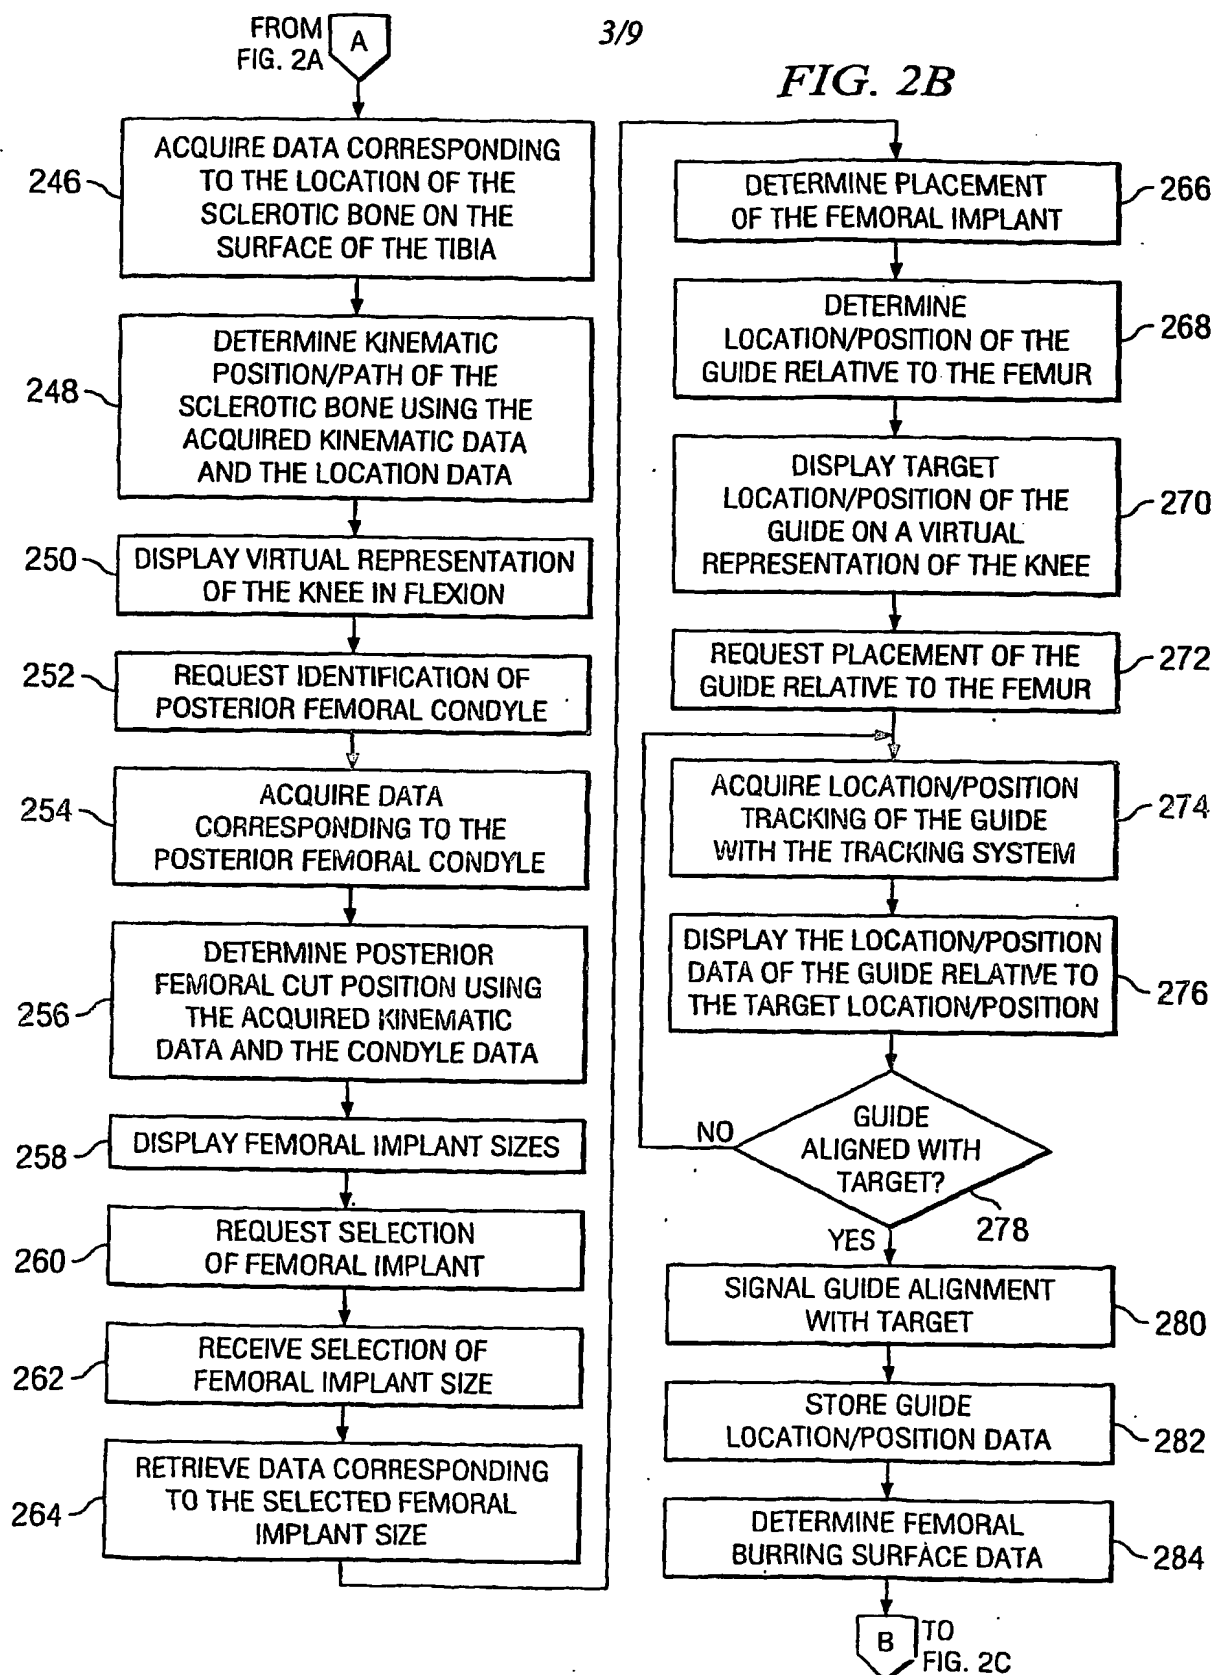 FROM
FIG. 2A
A
3/9
FIG. 2B
246
ACQUIRE DATA CORRESPONDING
TO THE LOCATION OF THE
SCLEROTIC BONE ON THE
SURFACE OF THE TIBIA
248
DETERMINE KINEMATIC
POSITION/PATH OF THE
SCLEROTIC BONE USING THE
ACQUIRED KINEMATIC DATA
AND THE LOCATION DATA
250
DISPLAY VIRTUAL REPRESENTATION
OF THE KNEE IN FLEXION
252
REQUEST IDENTIFICATION OF
POSTERIOR FEMORAL CONDYLE
254
ACQUIRE DATA
CORRESPONDING TO THE
POSTERIOR FEMORAL CONDYLE
256
DETERMINE POSTERIOR
FEMORAL CUT POSITION USING
THE ACQUIRED KINEMATIC
DATA AND THE CONDYLE DATA
258
DISPLAY FEMORAL IMPLANT SIZES
260
REQUEST SELECTION
OF FEMORAL IMPLANT
262
RECEIVE SELECTION OF
FEMORAL IMPLANT SIZE
264
RETRIEVE DATA CORRESPONDING
TO THE SELECTED FEMORAL
IMPLANT SIZE
DETERMINE PLACEMENT
OF THE FEMORAL IMPLANT
266
DETERMINE
LOCATION/POSITION OF THE
GUIDE RELATIVE TO THE FEMUR
268
DISPLAY TARGET
LOCATION/POSITION OF THE
GUIDE ON A VIRTUAL
REPRESENTATION OF THE KNEE
270
REQUEST PLACEMENT OF THE
GUIDE RELATIVE TO THE FEMUR
272
ACQUIRE LOCATION/POSITION
TRACKING OF THE GUIDE
WITH THE TRACKING SYSTEM
274
DISPLAY THE LOCATION/POSITION
DATA OF THE GUIDE RELATIVE TO
THE TARGET LOCATION/POSITION
276
NO
GUIDE
ALIGNED WITH
TARGET?
278
YES
SIGNAL GUIDE ALIGNMENT
WITH TARGET
280
STORE GUIDE
LOCATION/POSITION DATA
282
DETERMINE FEMORAL
BURRING SURFACE DATA
284
B
TO
FIG. 2C